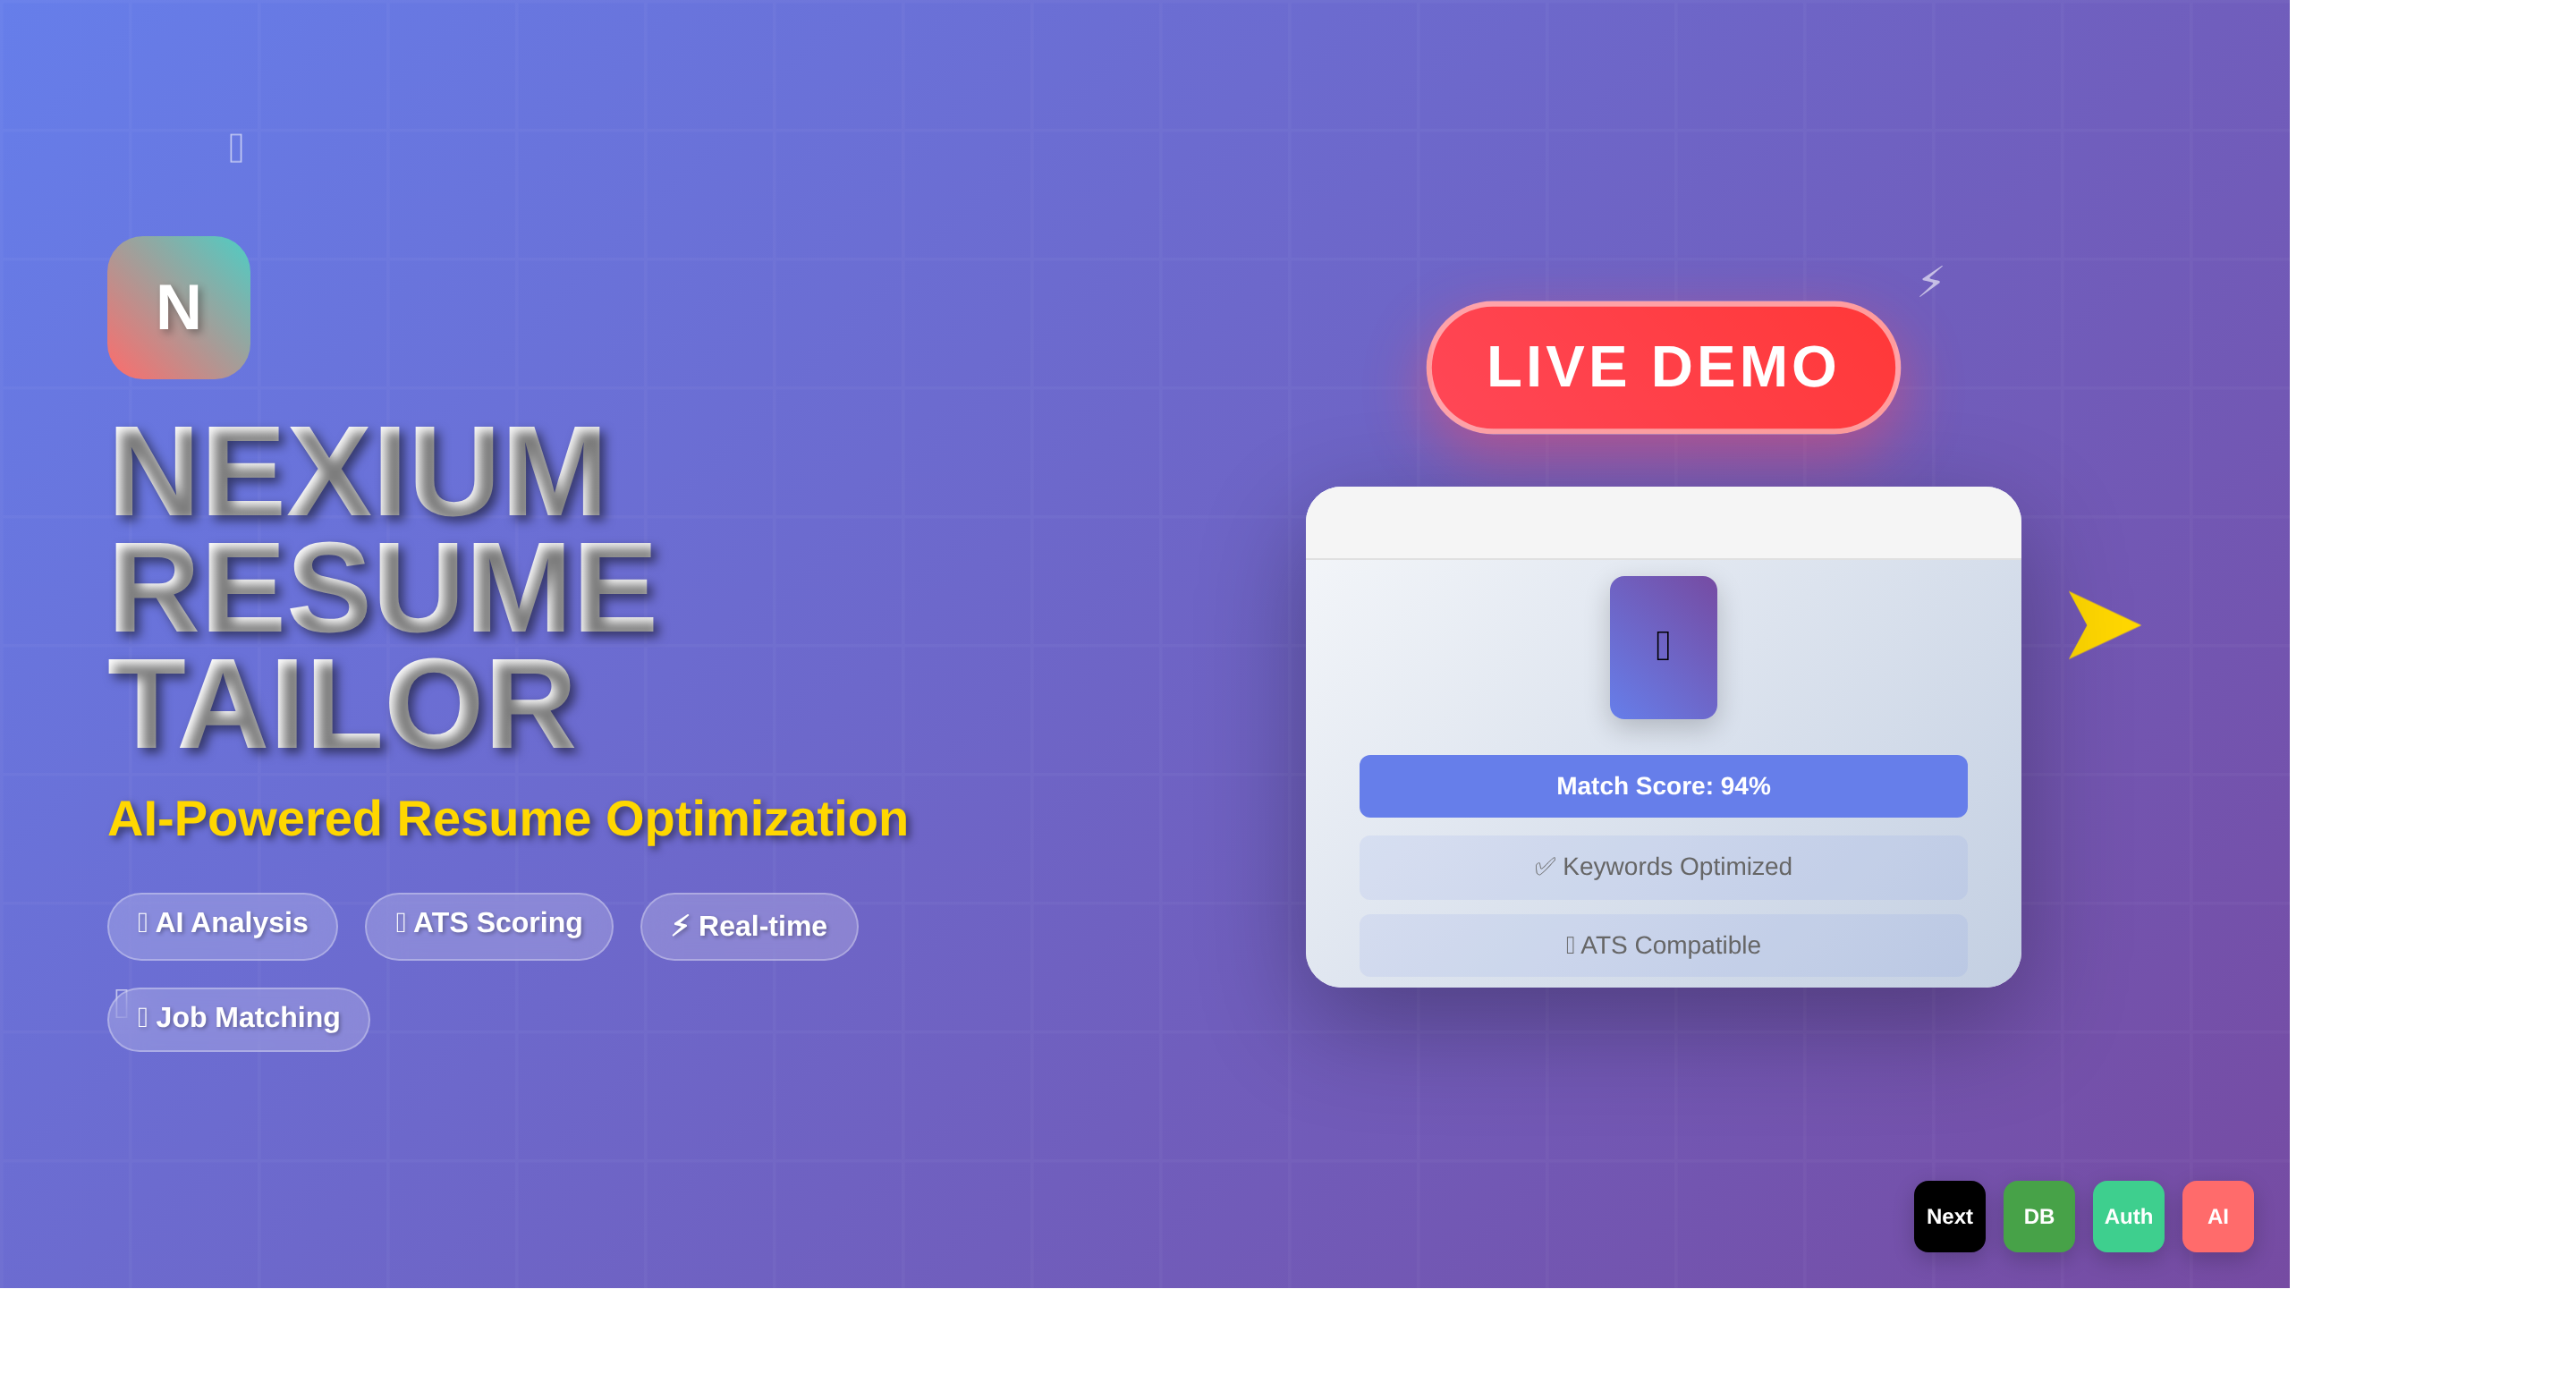 N
NEXIUM
RESUME
TAILOR
AI-Powered Resume Optimization
AI Analysis
ATS Scoring
⚡ Real-time
Job Matching
⚡
LIVE DEMO
Match Score: 94%
✅ Keywords Optimized
ATS Compatible
➤
Next
DB
Auth
AI